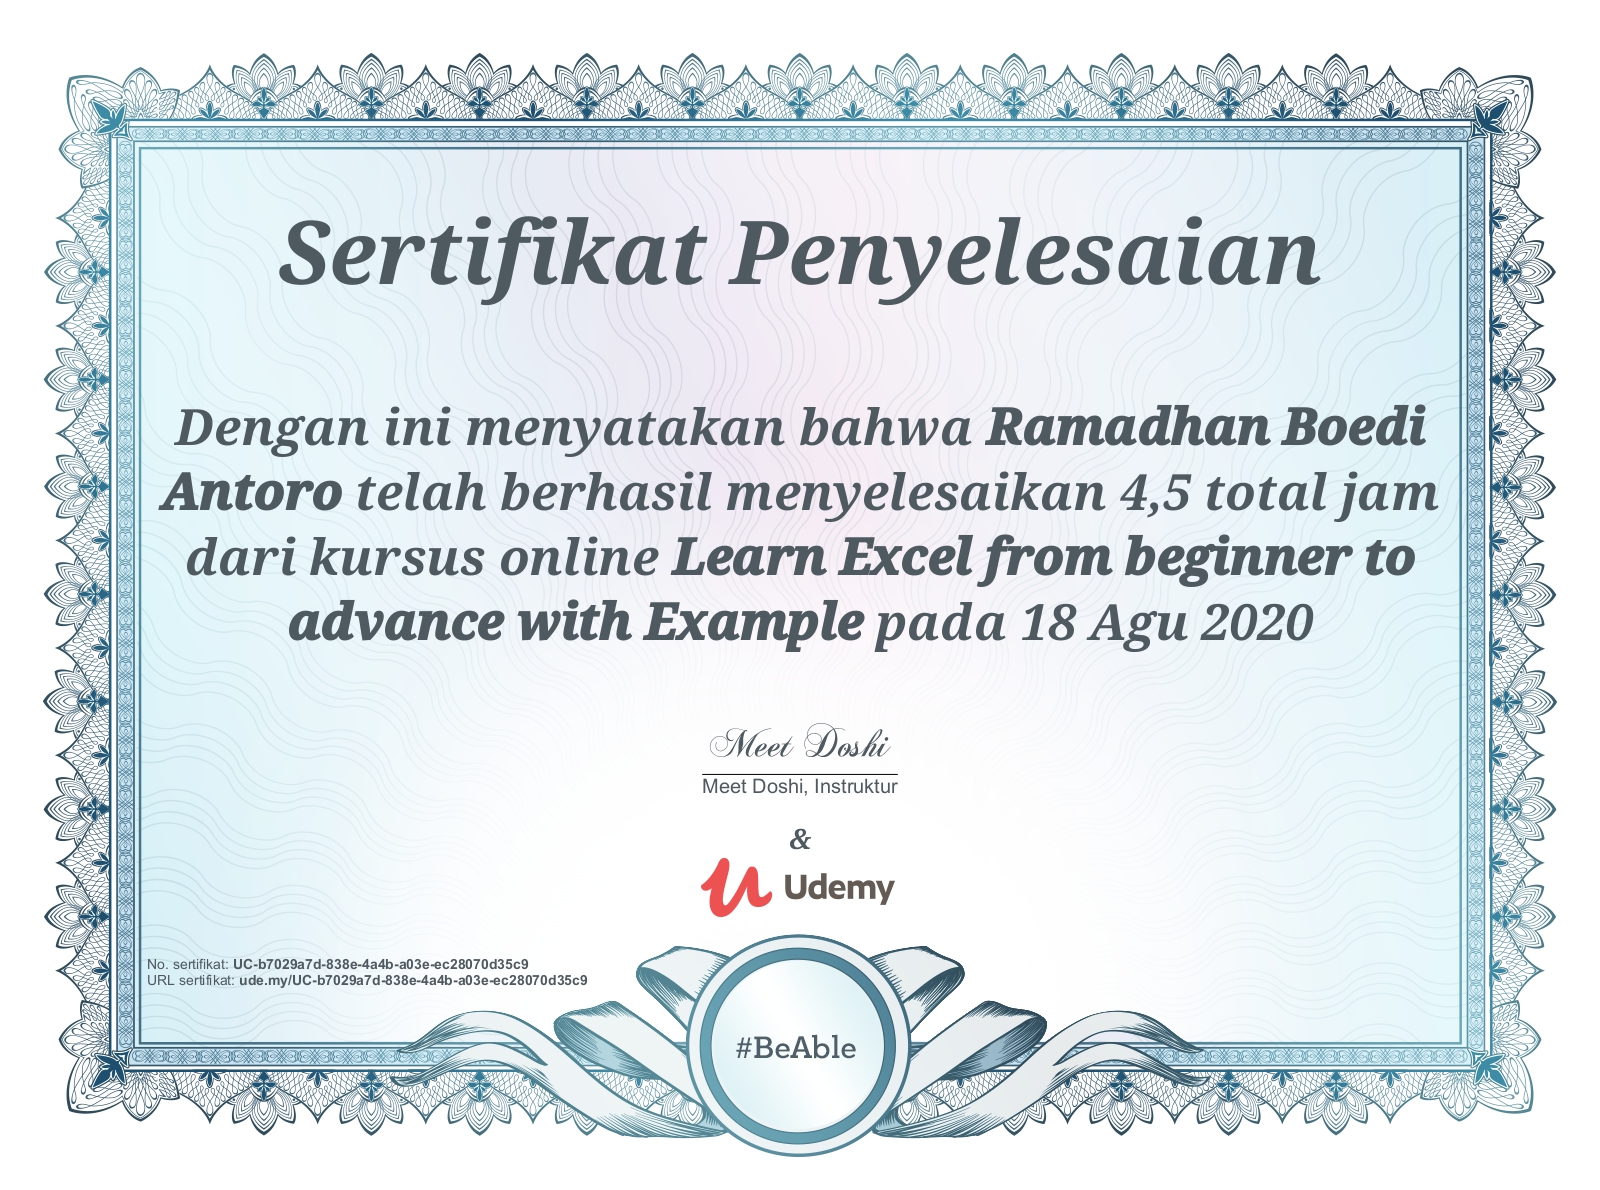 Sertifikat Penyelesaian
Dengan ini menyatakan bahwa Ramadhan Boedi
Antoro telah berhasil menyelesaikan 4,5 total jam
dari kursus online Learn Excel from beginner to
advance with Example pada 18 Agu 2020
Meet Doshi
Meet Doshi, Instruktur
&
Udemy
No. sertifikat: UC-b7029a7d-838e-4a4b-a03e-ec28070d35c9
URL sertifikat: ude.my/UC-b7029a7d-838e-4a4b-a03e-ec28070d35c9
#BeAble